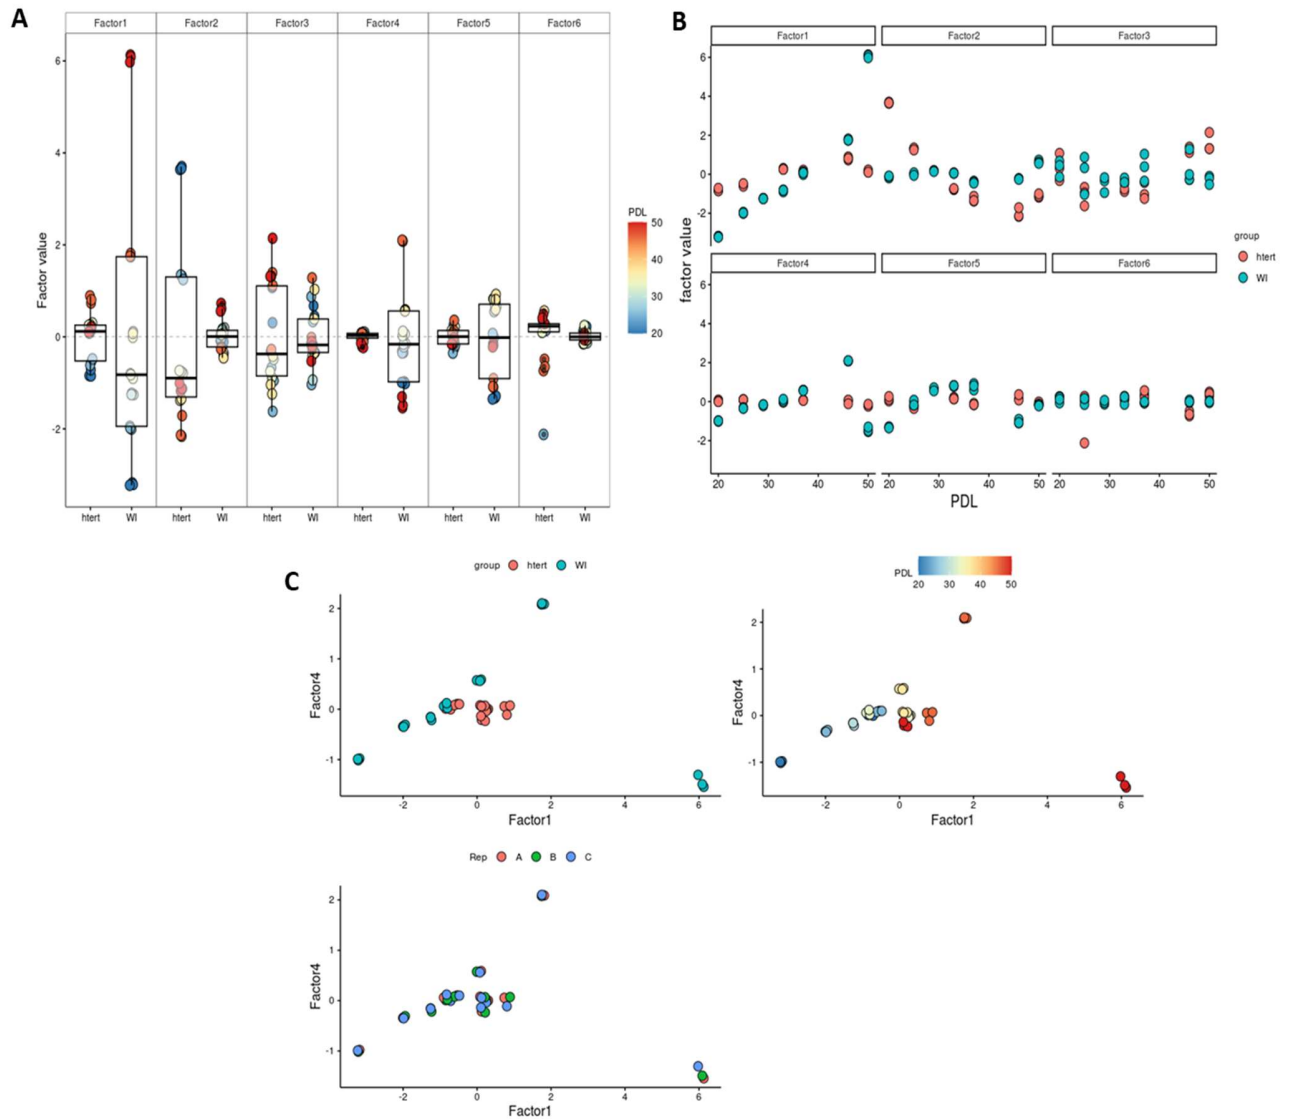 A
Factor1 Factor2 Factor3 Factor4 Factor5 Factor6
Factor value
6
4
2
0
-2
htert WI htert WI htert WI htert WI htert WI htert WI
PDL
50
40
30
20
B
Factor1 Factor2 Factor3
6
4
2
0
-2
factor value
Factor4 Factor5 Factor6
6
4
2
0
-2
20 30 40 50 20 30 40 50 20 30 40 50
PDL
group
htert
WI
C
group htert WI
Factor4
2
1
0
-1
-2 0 2 4 6
Factor1
PDL
20 30 40 50
Factor4
2
1
0
-1
-2 0 2 4 6
Factor1
Rep A B C
Factor4
2
1
0
-1
-2 0 2 4 6
Factor1